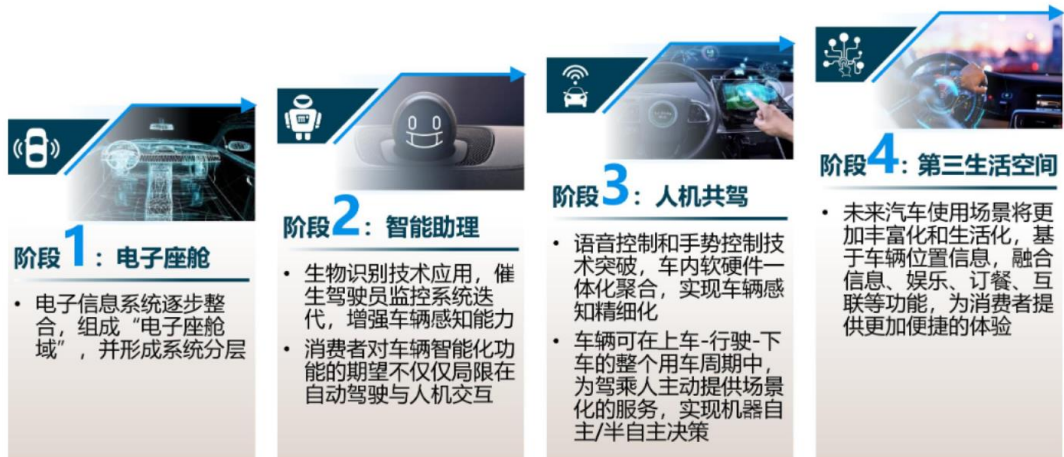 阶段1：电子座舱
• 电子信息系统逐步整
合，组成“电子座舱
域”，并形成系统分层
阶段2：智能助理
• 生物识别技术应用，催
生驾驶员监控系统迭
代，增强车辆感知能力
• 消费者对车辆智能化功
能的期望不仅仅局限在
自动驾驶与人机交互
阶段3：人机共驾
• 语音控制和手势控制技
术突破，车内软硬件一
体化聚合，实现车辆感
知精细化
• 车辆可在上车-行驶-下
车的整个用车周期中，
为驾乘人主动提供场景
化的服务，实现机器自
主/半自主决策
阶段4：第三生活空间
• 未来汽车使用场景将更
加丰富化和生活化，基
于车辆位置信息，融合
信息、娱乐、订餐、互
联等功能，为消费者提
供更加便捷的体验